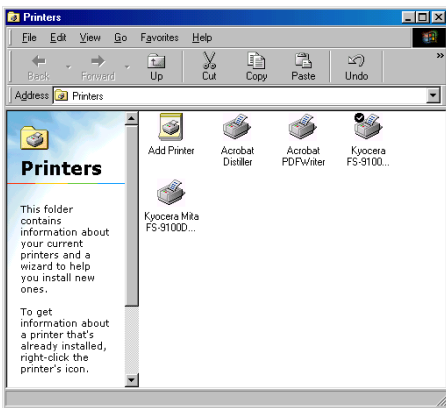 Printers
File Edit View Go Favorites Help
Back Forward Up Cut Copy Paste Undo »
Address Printers
Add Printer
Acrobat
Distiller
Acrobat
PDFWriter
Kyocera
FS-9100...
Kyocera Mita
FS-9100D...
Printers
This folder
contains
information about
your current
printers and a
wizard to help
you install new
ones.
To get
information about
a printer that's
already installed,
right-click the
printer's icon.